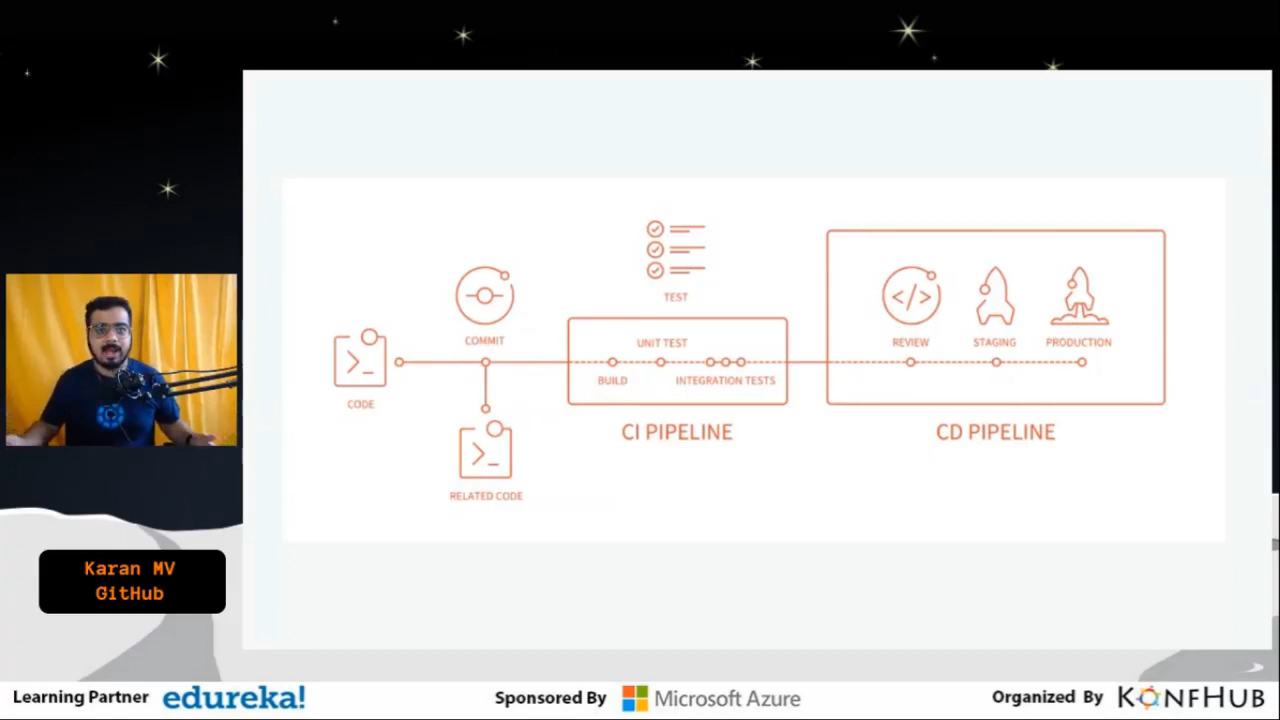 TEST
COMMIT
UNIT TEST
REVIEW
STAGING
PRODUCTION
BUILD
INTEGRATION TESTS
CODE
CI PIPELINE
CD PIPELINE
RELATED CODE
Karan MV
GitHub
Learning Partner edureka!
Sponsored By Microsoft Azure
Organized By KONFHUB